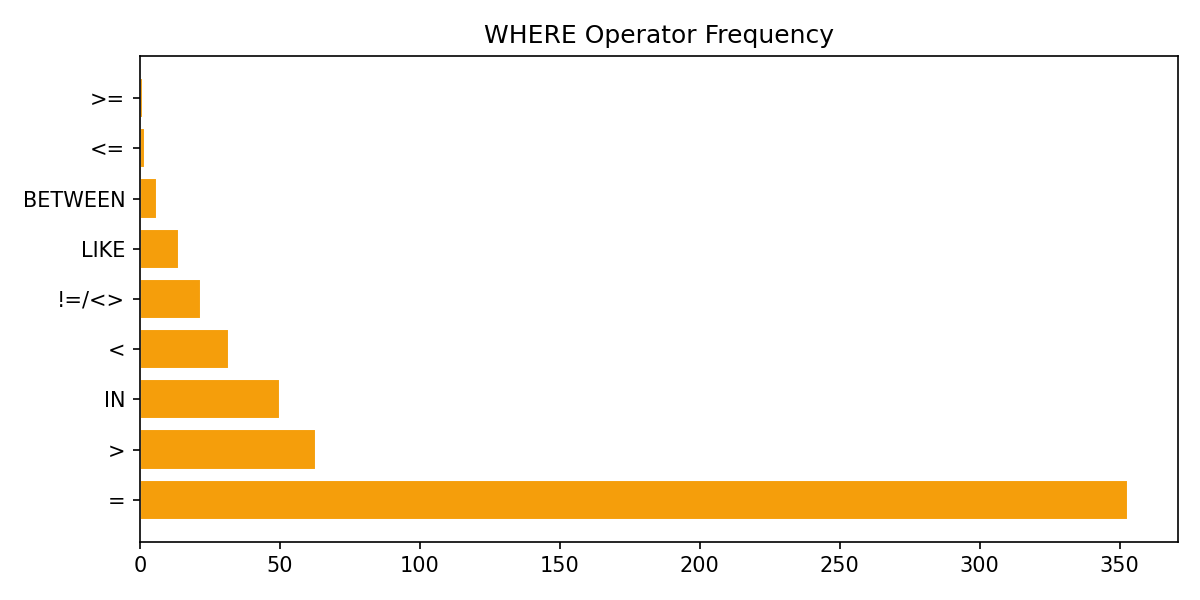 WHERE Operator Frequency
>=
<=
BETWEEN
LIKE
!=/<>
<
IN
>
=
0 50 100 150 200 250 300 350